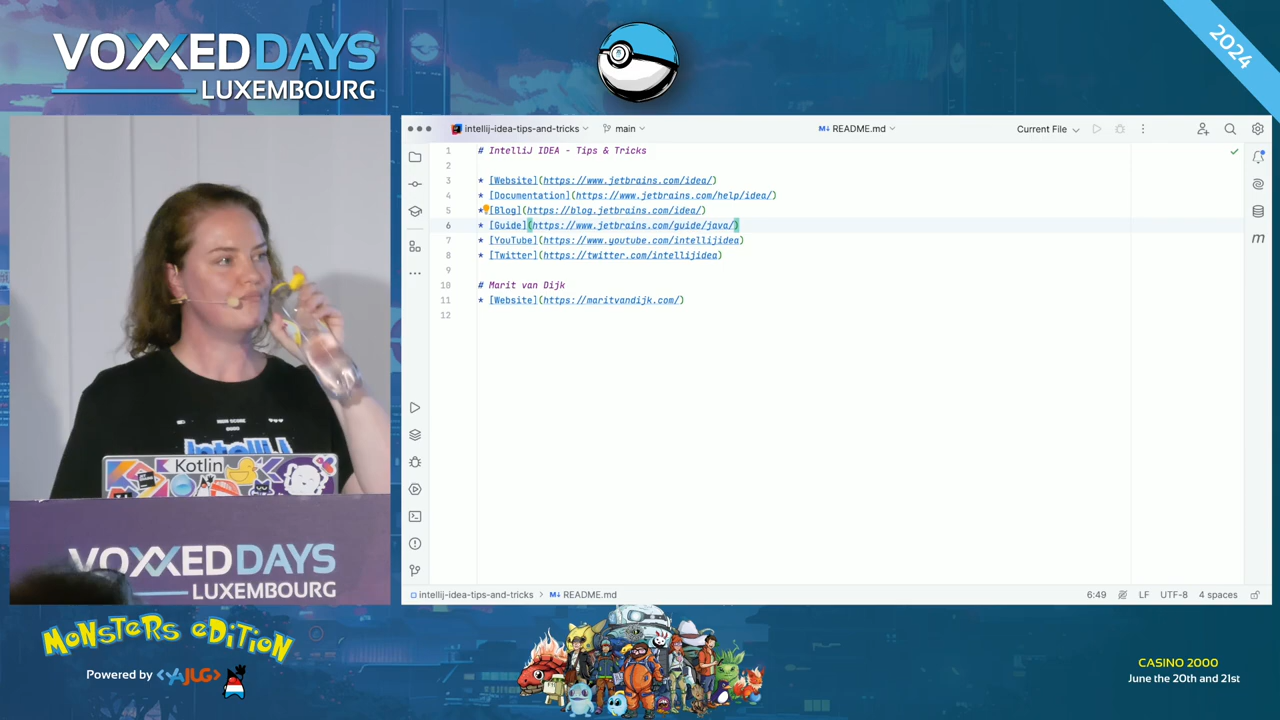 VOXXED DAYS
LUXEMBOURG
2024
intellij-idea-tips-and-tricks
main
README.md
Current File
1 # IntelliJ IDEA - Tips & Tricks
2
3 * [Website](https://www.jetbrains.com/idea/)
4 * [Documentation](https://www.jetbrains.com/help/idea/)
5 * [Blog](https://blog.jetbrains.com/idea/)
6 * [Guide](https://www.jetbrains.com/guide/java/)
7 * [YouTube](https://www.youtube.com/intellijidea)
8 * [Twitter](https://twitter.com/intellijidea)
9
10 # Marit van Dijk
11 * [Website](https://maritvandijk.com/)
12
intellij-idea-tips-and-tricks > README.md
6:49
LF
UTF-8
4 spaces
HIGH SCORE
IntelliJ
Kotlin
VOXXED DAYS
LUXEMBOURG
MONSTERS EDITION
Powered by <YAJUG>
CASINO 2000
June the 20th and 21st